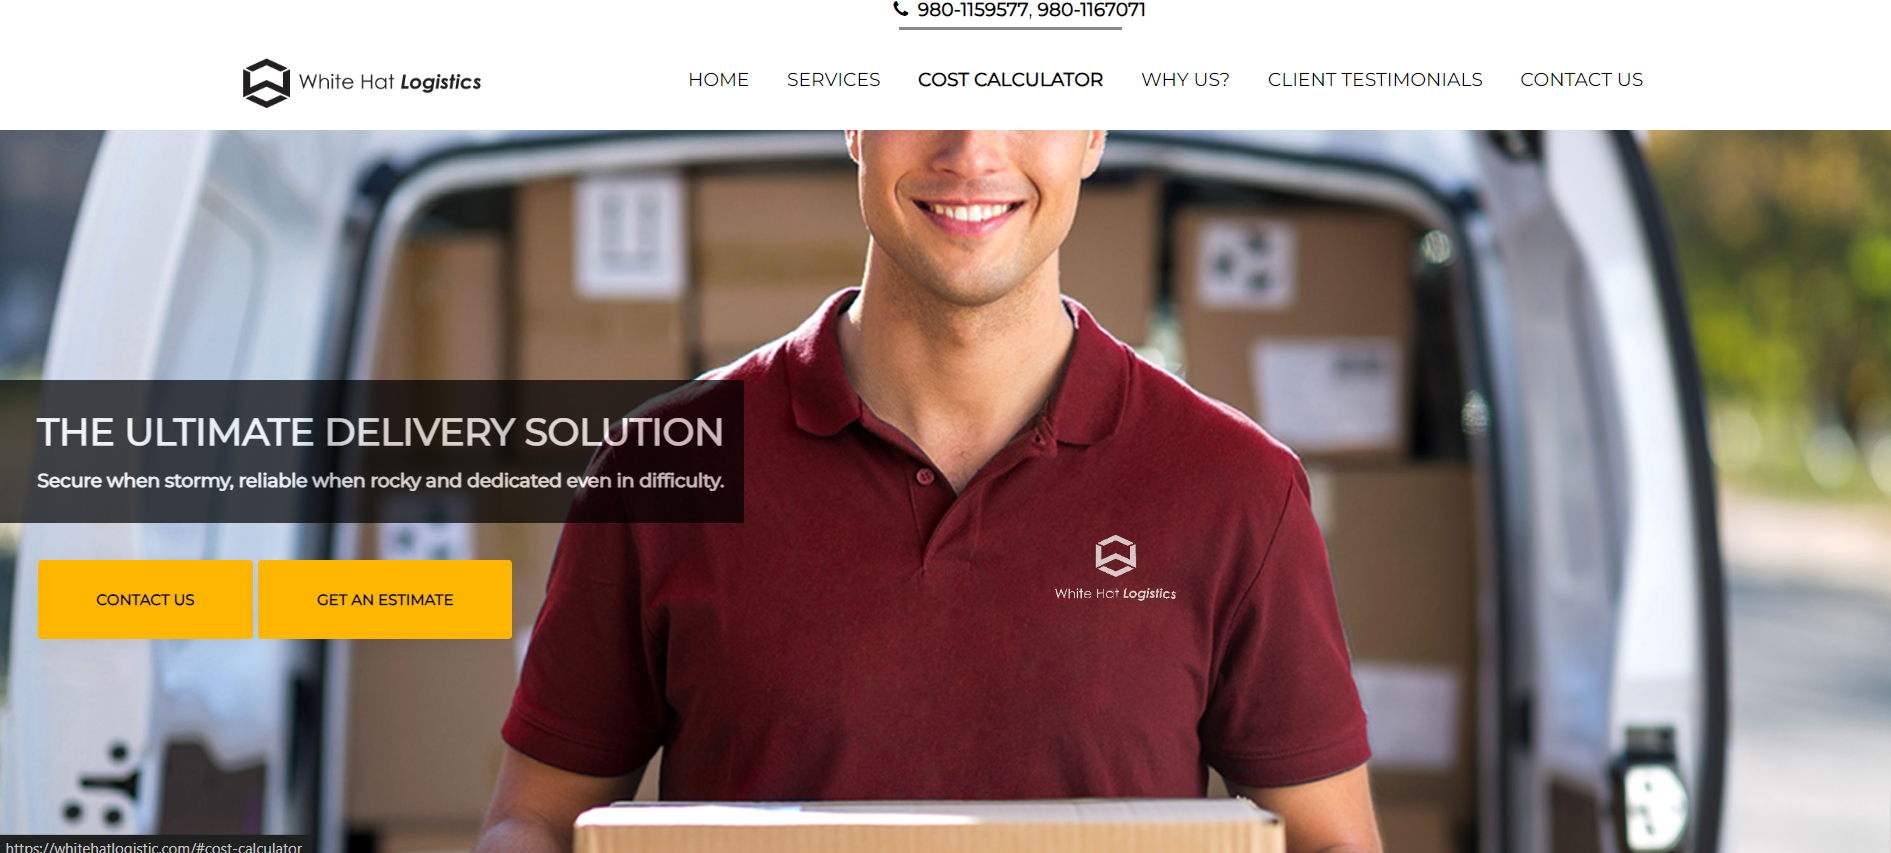 980-1159577, 980-1167071
White Hat Logistics
HOME SERVICES COST CALCULATOR WHY US? CLIENT TESTIMONIALS CONTACT US
THE ULTIMATE DELIVERY SOLUTION
Secure when stormy, reliable when rocky and dedicated even in difficulty.
White Hat Logistics
CONTACT US GET AN ESTIMATE
https://whitehatlogistic.com/#cost-calculator